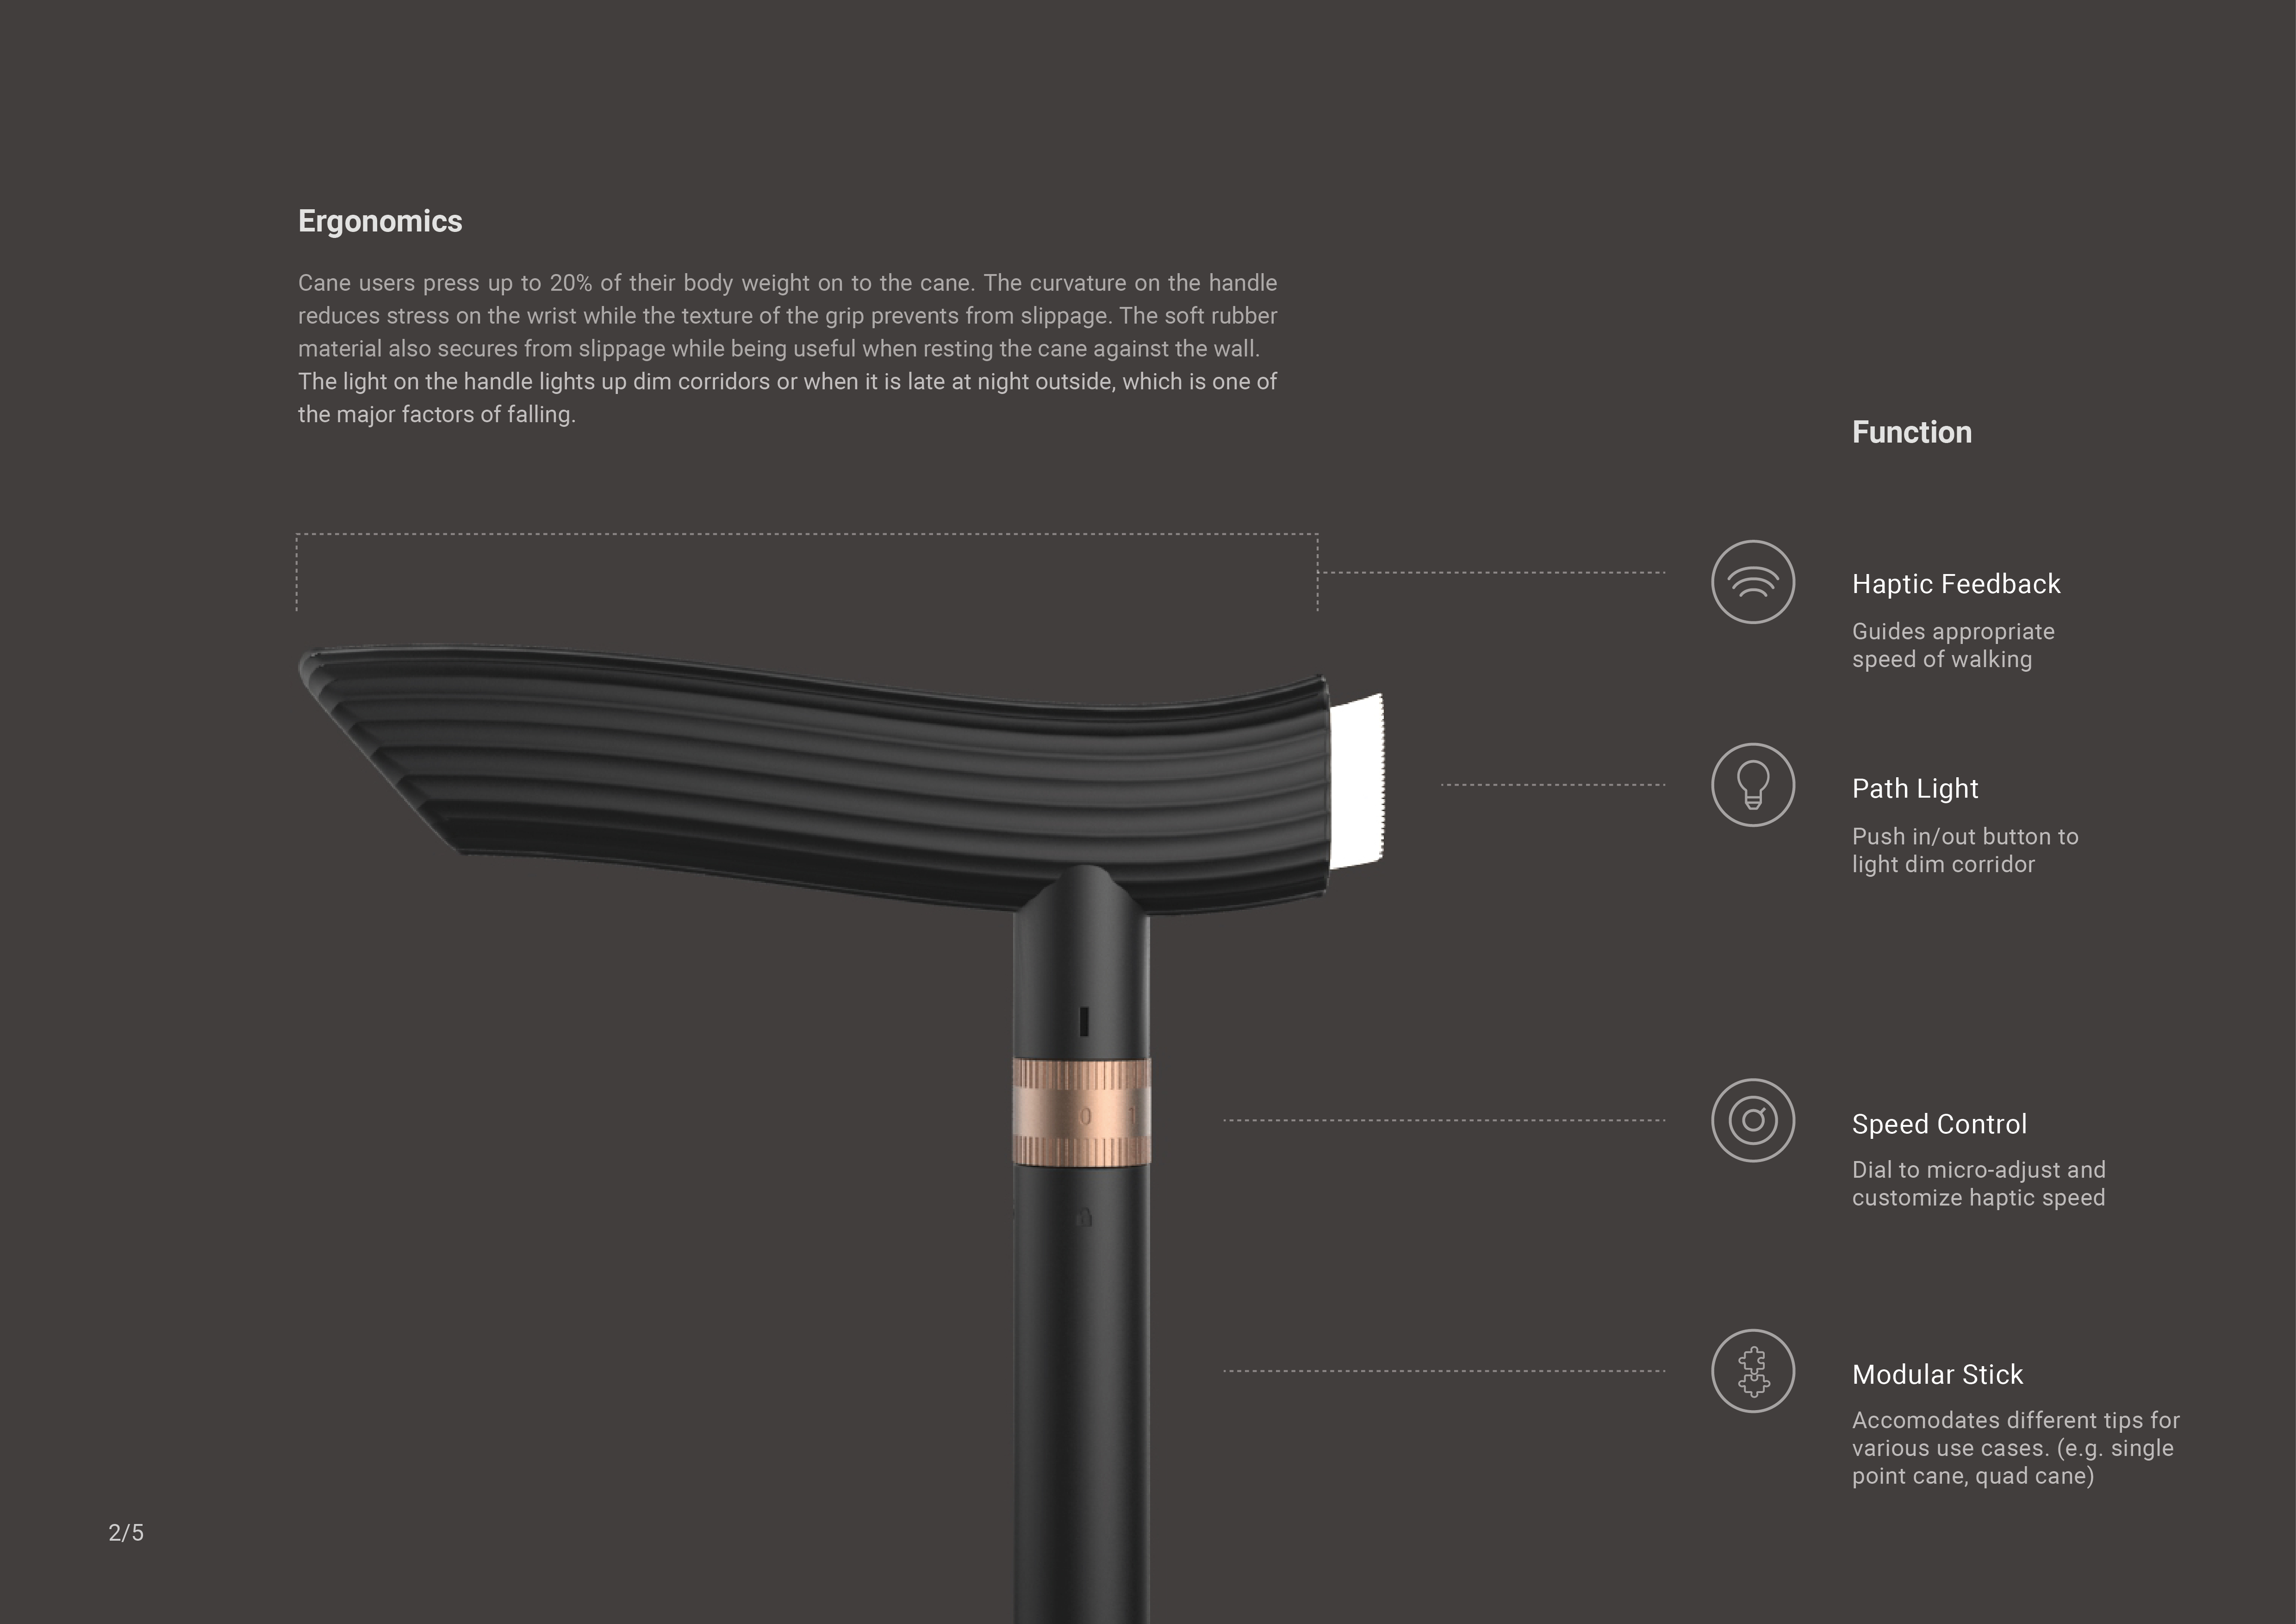 Ergonomics
Cane users press up to 20% of their body weight on to the cane. The curvature on the handle
reduces stress on the wrist while the texture of the grip prevents from slippage. The soft rubber
material also secures from slippage while being useful when resting the cane against the wall.
The light on the handle lights up dim corridors or when it is late at night outside, which is one of
the major factors of falling.
Function
Haptic Feedback
Guides appropriate
speed of walking
Path Light
Push in/out button to
light dim corridor
0 1
Speed Control
Dial to micro-adjust and
customize haptic speed
Modular Stick
Accomodates different tips for
various use cases. (e.g. single
point cane, quad cane)
2/5